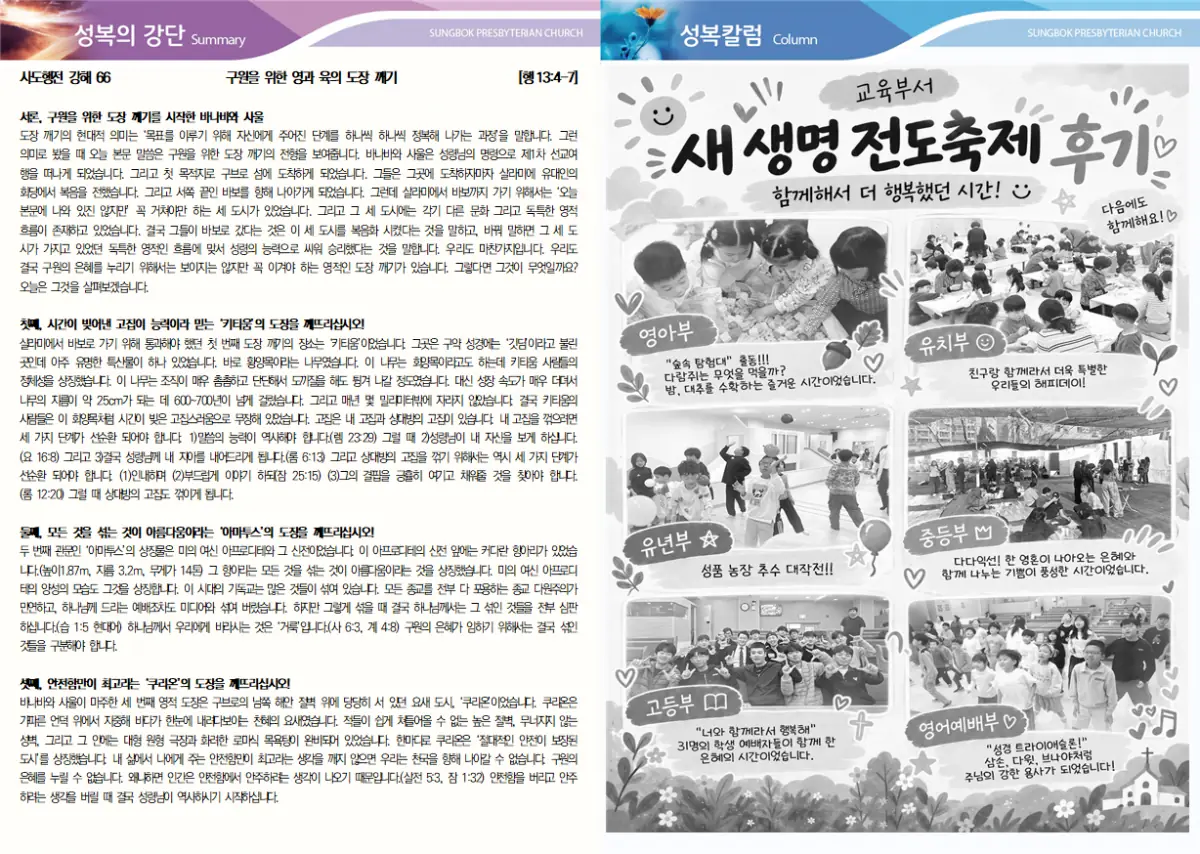 성복의 강단 Summary
SUNGBOK PRESBYTERIAN CHURCH
사도행전 강해 66 구원을 위한 영과 육의 도장 깨기 [행 13:4-7]
서론, 구원을 위한 도장 깨기를 시작한 바나바와 사울
도장 깨기의 현대적 의미는 '목표를 이루기 위해 자신에게 주어진 단계를 하나씩 하나씩 정복해 나가는 과정'을 말합니다. 그런
의미로 봤을 때 오늘 본문 말씀은 구원을 위한 도장 깨기의 전형을 보여줍니다. 바나바와 사울은 성령님의 명령으로 제1차 선교여
행을 떠나게 되었습니다. 그리고 첫 목적지로 구브로 섬에 도착하게 되었습니다. 그들은 그곳에 도착하자마자 살라미에 유대인의
회당에서 복음을 전했습니다. 그리고 서쪽 끝인 바보를 향해 나아가게 되었습니다. 그런데 살라미에서 바보까지 가기 위해서는 '오늘
본문에 나와 있진 않지만' 꼭 거쳐야만 하는 세 도시가 있었습니다. 그리고 그 세 도시에는 각기 다른 문화 그리고 독특한 영적
흐름이 존재하고 있었습니다. 결국 그들이 바보로 갔다는 것은 이 세 도시를 복음화 시켰다는 것을 말하고, 바꿔 말하면 그 세 도
시가 가지고 있었던 독특한 영적인 흐름에 맞서 성령의 능력으로 싸워 승리했다는 것을 말합니다. 우리도 마찬가지입니다. 우리도
결국 구원의 은혜를 누리기 위해서는 보이지는 않지만 꼭 이겨야 하는 영적인 도장 깨기가 있습니다. 그렇다면 그것이 무엇일까요?
오늘은 그것을 살펴보겠습니다.
첫째, 시간이 빚어낸 고집이 능력이라 믿는 '키티움'의 도장을 깨뜨리십시오!
살라미에서 바보로 가기 위해 통과해야 했던 첫 번째 도장의 장소는 '키티움'이었습니다. 그곳은 구약 성경에는 '깃딤'이라고 불린
곳인데 아주 유명한 특산물이 하나 있었습니다. 바로 황양목이라는 나무였습니다. 이 나무는 회양목이라고도 하는데 키티움 사람들의
정체성을 상징했습니다. 이 나무는 조직이 매우 촘촘하고 단단해서 도끼질을 해도 튕겨 나갈 정도였습니다. 대신 성장 속도가 매우 더뎌서
나무의 지름이 약 25cm가 되는 데 600~700년이 넘게 걸렸습니다. 그리고 매년 몇 밀리미터밖에 자라지 않았습니다. 결국 키티움의
사람들은 이 회양목처럼 시간이 빚은 고집스러움으로 무장해 있었습니다. 고집은 내 고집과 상대방의 고집이 있습니다. 내 고집을 꺾으려면
세 가지 단계가 선순환 되어야 합니다. 1)말씀의 능력이 역사해야 합니다.(렘 23:29) 그럴 때 2)성령님이 내 자신을 보게 하십니다.
(요 16:8) 그리고 3)결국 성령님께 내 자아를 내어드리게 됩니다.(롬 6:13) 그리고 상대방의 고집을 꺾기 위해서는 역시 세 가지 단계가
선순환 되어야 합니다. (1)인내하며 (2)부드럽게 이야기 하되(잠 25:15) (3)그의 결핍을 긍휼히 여기고 채워줄 것을 찾아야 합니다.
(롬 12:20) 그럴 때 상대방의 고집도 꺾이게 됩니다.
둘째, 모든 것을 섞는 것이 아름다움이라는 '아마투스'의 도장을 깨뜨리십시오!
두 번째 관문인 '아마투스'의 상징물은 미의 여신 아프로디테와 그 신전이었습니다. 이 아프로디테의 신전 앞에는 커다란 항아리가 있었습
니다.(높이1.87m, 지름 3.2m, 무게가 14톤) 그 항아리는 모든 것을 섞는 것이 아름다움이라는 것을 상징했습니다. 미의 여신 아프로디
테의 양성의 모습도 그것을 상징합니다. 이 시대의 기독교는 많은 것들이 섞여 있습니다. 모든 종교를 전부 다 포용하는 종교 다원주의가
만연하고, 하나님께 드리는 예배조차도 미디어와 섞여 버렸습니다. 하지만 그렇게 섞을 때 결국 하나님께서는 그 섞인 것들을 전부 심판
하십니다.(습 1:5 현대어) 하나님께서 우리에게 바라시는 것은 '거룩'입니다.(사 6:3, 계 4:8) 구원의 은혜가 임하기 위해서는 결국 섞인
것들을 구분해야 합니다.
셋째, 안전함만이 최고라는 '쿠리온'의 도장을 깨뜨리십시오!
바나바와 사울이 마주한 세 번째 영적 도장은 구브로의 남쪽 해안 절벽 위에 당당히 서 있던 요새 도시, '쿠리온'이었습니다. 쿠리온은
가파른 언덕 위에서 지중해 바다가 한눈에 내려다보이는 천혜의 요새였습니다. 적들이 쉽게 쳐들어올 수 없는 높은 절벽, 무너지지 않는
성벽, 그리고 그 안에는 대형 원형 극장과 화려한 로마식 목욕탕이 완비되어 있었습니다. 한마디로 쿠리온은 '절대적인 안전이 보장된
도시'를 상징했습니다. 내 삶에서 나에게 주는 안전함만이 최고라는 생각을 깨지 않으면 우리는 천국을 향해 나아갈 수 없습니다. 구원의
은혜를 누릴 수 없습니다. 왜냐하면 인간은 안전함에서 안주하려는 생각이 나오기 때문입니다.(살전 5:3, 잠 1:32) 안전함을 버리고 안주
하려는 생각을 버릴 때 결국 성령님이 역사하시기 시작하십니다.
성복칼럼 Column
SUNGBOK PRESBYTERIAN CHURCH
교육부서
새 생명 전도축제 후기
함께해서 더 행복했던 시간!
다음에도
함께해요!
영아부
"숲속 탐험대" 출동!!!
다람쥐는 무엇을 먹을까?
밤, 대추를 수확하는 즐거운 시간이었습니다.
유치부
친구랑 함께라서 더욱 특별한
우리들의 해피데이!
유년부
성품 농장 추수 대작전!!
중등부
다다익선! 한 영혼이 나아오는 은혜와
함께 나누는 기쁨이 풍성한 시간이었습니다.
고등부
"너와 함께라서 행복해"
31명의 학생 예배자들이 함께 한
은혜의 시간이었습니다.
영어예배부
"성경 트라이애슬론!"
삼손, 다윗, 브나야처럼
주님의 강한 용사가 되었습니다!